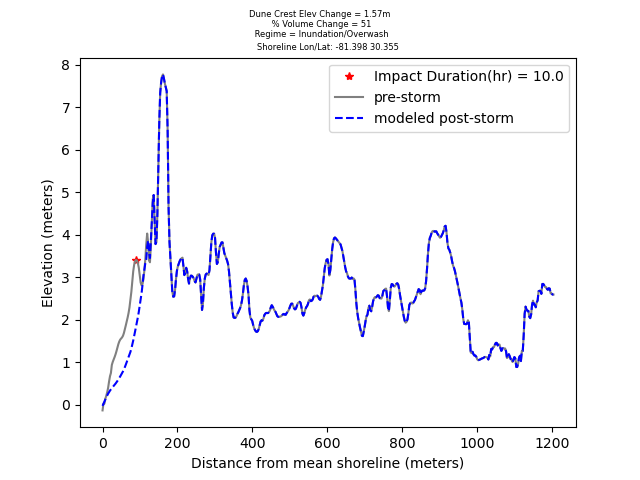 Dune Crest Elev Change = 1.57m
% Volume Change = 51
Regime = Inundation/Overwash
Shoreline Lon/Lat: -81.398 30.355
Impact Duration(hr) = 10.0
pre-storm
modeled post-storm
Elevation (meters)
8
7
6
5
4
3
2
1
0
0 200 400 600 800 1000 1200
Distance from mean shoreline (meters)